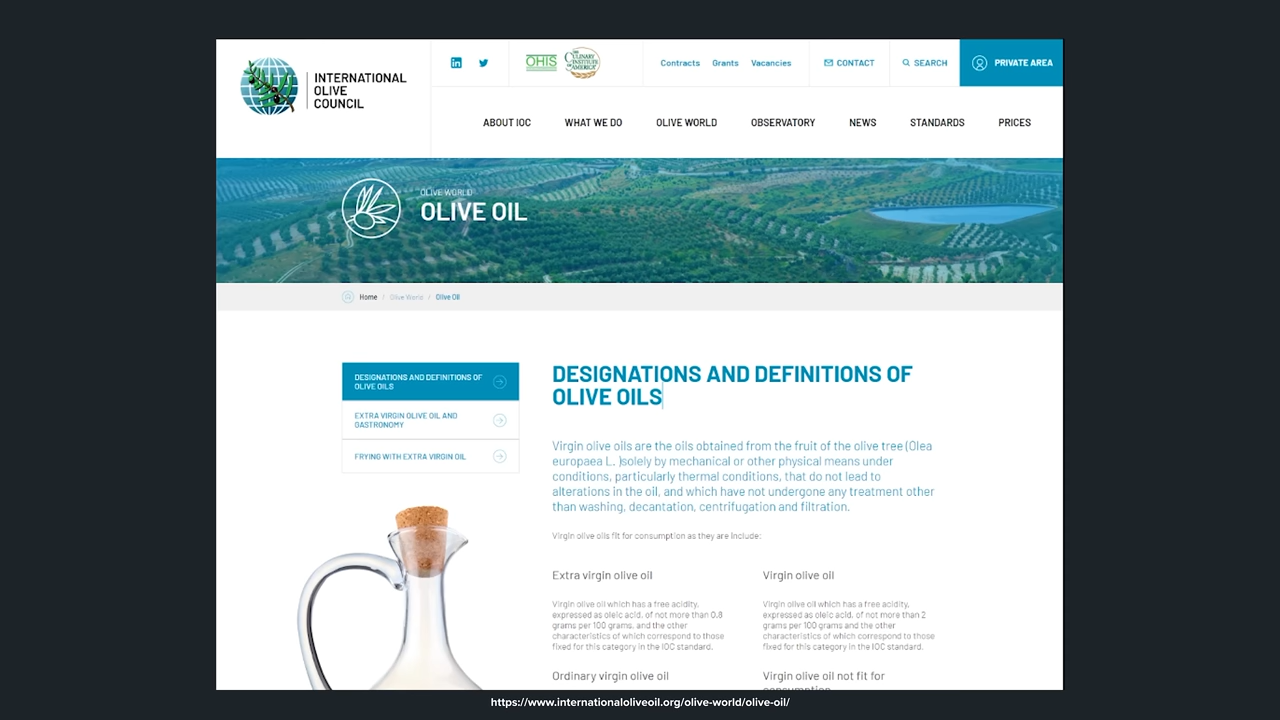 INTERNATIONAL
OLIVE
COUNCIL
OHIS
THE
CULINARY
INSTITUTE
OF
AMERICA
Contracts Grants Vacancies
CONTACT
SEARCH
PRIVATE AREA
ABOUT IOC WHAT WE DO OLIVE WORLD OBSERVATORY NEWS STANDARDS PRICES
OLIVE WORLD
OLIVE OIL
Home / Olive World / Olive Oil
DESIGNATIONS AND DEFINITIONS OF
OLIVE OILS
EXTRA VIRGIN OLIVE OIL AND
GASTRONOMY
FRYING WITH EXTRA VIRGIN OIL
DESIGNATIONS AND DEFINITIONS OF
OLIVE OILS
Virgin olive oils are the oils obtained from the fruit of the olive tree (Olea
europaea L. )solely by mechanical or other physical means under
conditions, particularly thermal conditions, that do not lead to
alterations in the oil, and which have not undergone any treatment other
than washing, decantation, centrifugation and filtration.
Virgin olive oils fit for consumption as they are include:
Extra virgin olive oil
Virgin olive oil which has a free acidity,
expressed as oleic acid, of not more than 0.8
grams per 100 grams, and the other
characteristics of which correspond to those
fixed for this category in the IOC standard.
Virgin olive oil
Virgin olive oil which has a free acidity,
expressed as oleic acid, of not more than 2
grams per 100 grams and the other
characteristics of which correspond to those
fixed for this category in the IOC standard.
Ordinary virgin olive oil
Virgin olive oil not fit for
consumption
https://www.internationaloliveoil.org/olive-world/olive-oil/